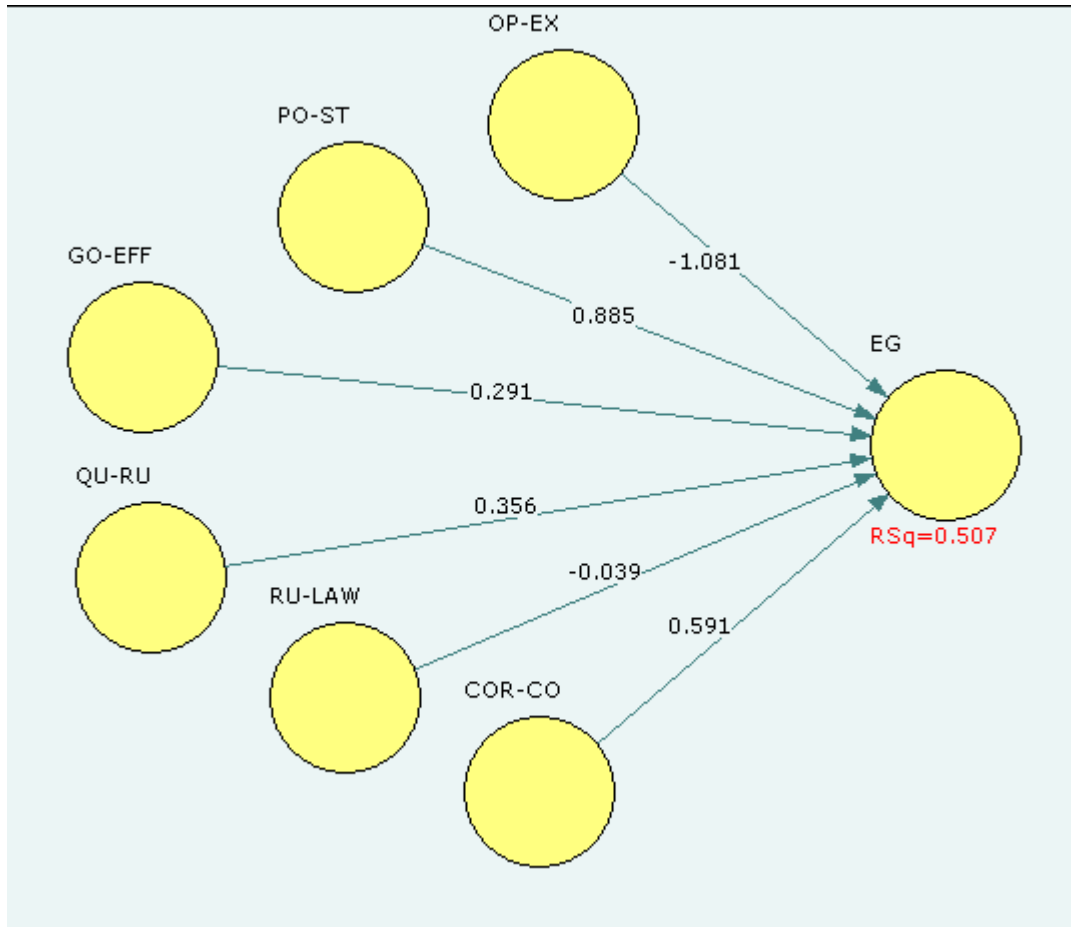 OP-EX
PO-ST
GO-EFF
-1.081
0.885
EG
0.291
QU-RU
0.356
RSq=0.507
-0.039
RU-LAW
0.591
COR-CO